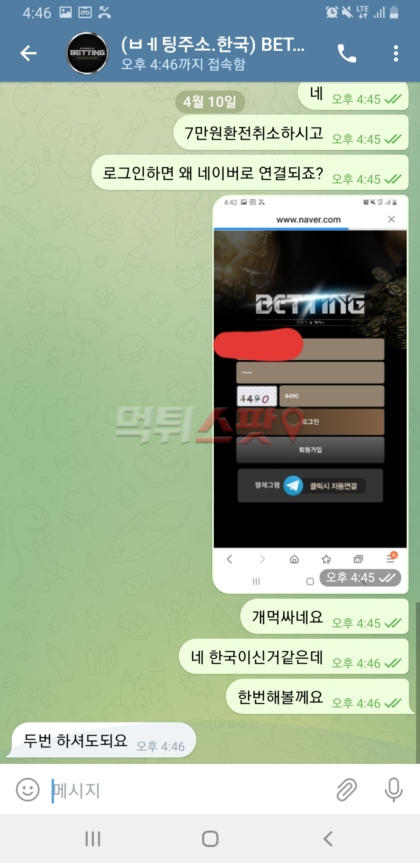 4:46
LTE
(ㅂㅔ팅주소.한국) BET...
오후 4:46까지 접속함
BETTING
네 오후 4:45
4월 10일
7만원환전취소하시고 오후 4:45
로그인하면 왜 네이버로 연결되죠? 오후 4:45
4:42
www.naver.com
BETTING
4490 4490
로그인
회원가입
텔레그램 클릭시 자동연결
먹튀스팟
오후 4:45
개먹싸네요 오후 4:45
네 한국이신거같은데 오후 4:46
한번해볼께요 오후 4:46
두번 하셔도되요 오후 4:46
메시지